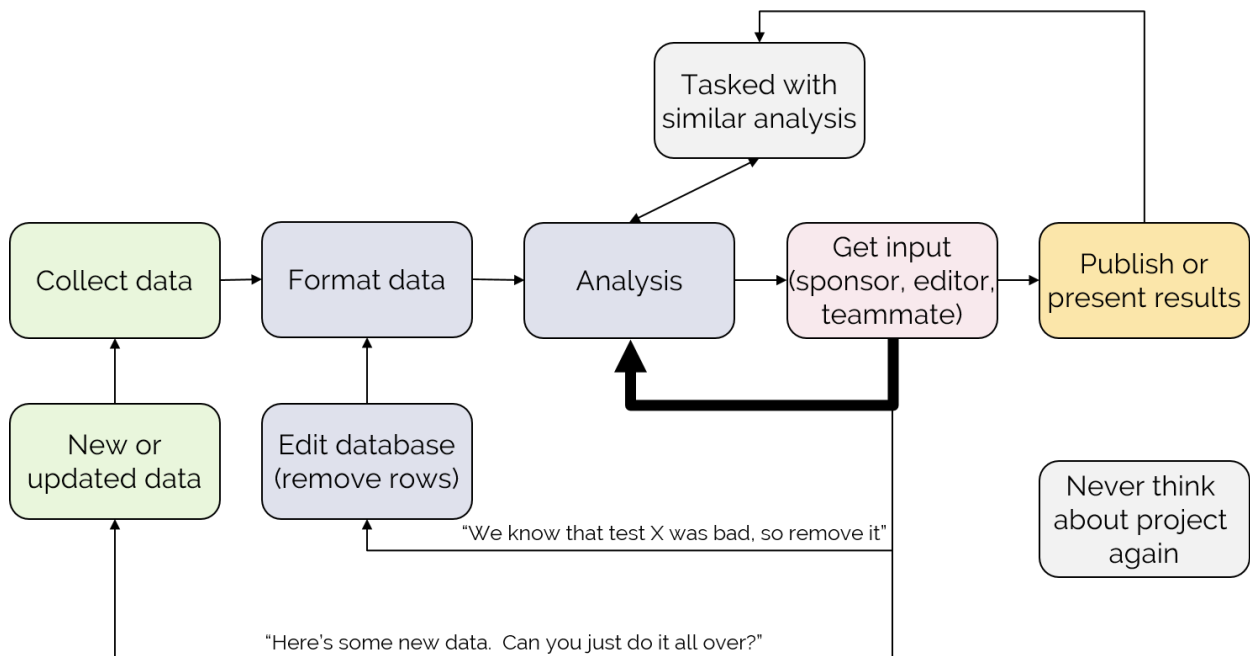 Tasked with
similar analysis
Collect data
Format data
Analysis
Get input
(sponsor, editor,
teammate)
Publish or
present results
New or
updated data
Edit database
(remove rows)
Never think
about project
again
“We know that test X was bad, so remove it”
“Here’s some new data.  Can you just do it all over?”